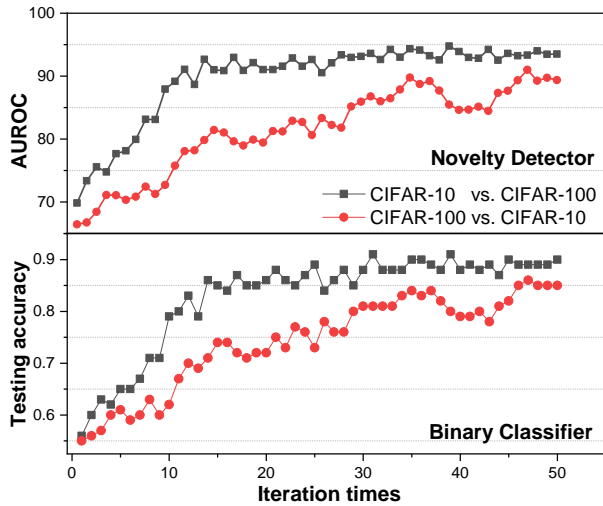 100
90
80
70
AUROC
Novelty Detector
CIFAR-10 vs. CIFAR-100
CIFAR-100 vs. CIFAR-10
0.9
0.8
0.7
0.6
Testing accuracy
Binary Classifier
0 10 20 30 40 50
Iteration times